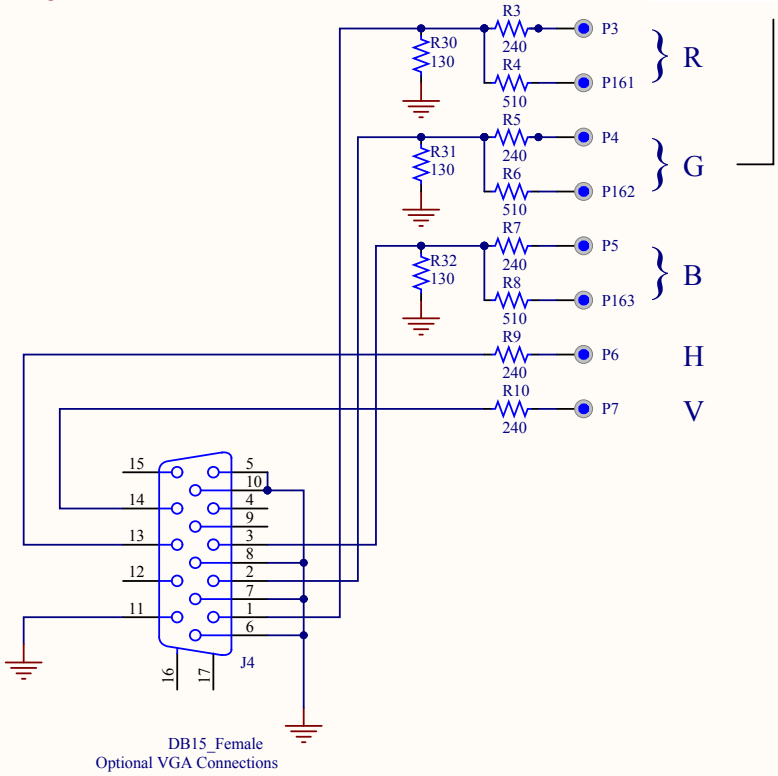 R3
240
P3
R30
130
R4
510
P161
R
R5
240
P4
R31
130
R6
510
P162
G
R7
240
P5
R32
130
R8
510
P163
B
R9
240
P6
H
R10
240
P7
V
15
5
10
14
4
9
13
3
8
12
2
7
11
1
6
16
17
J4
DB15_Female
Optional VGA Connections